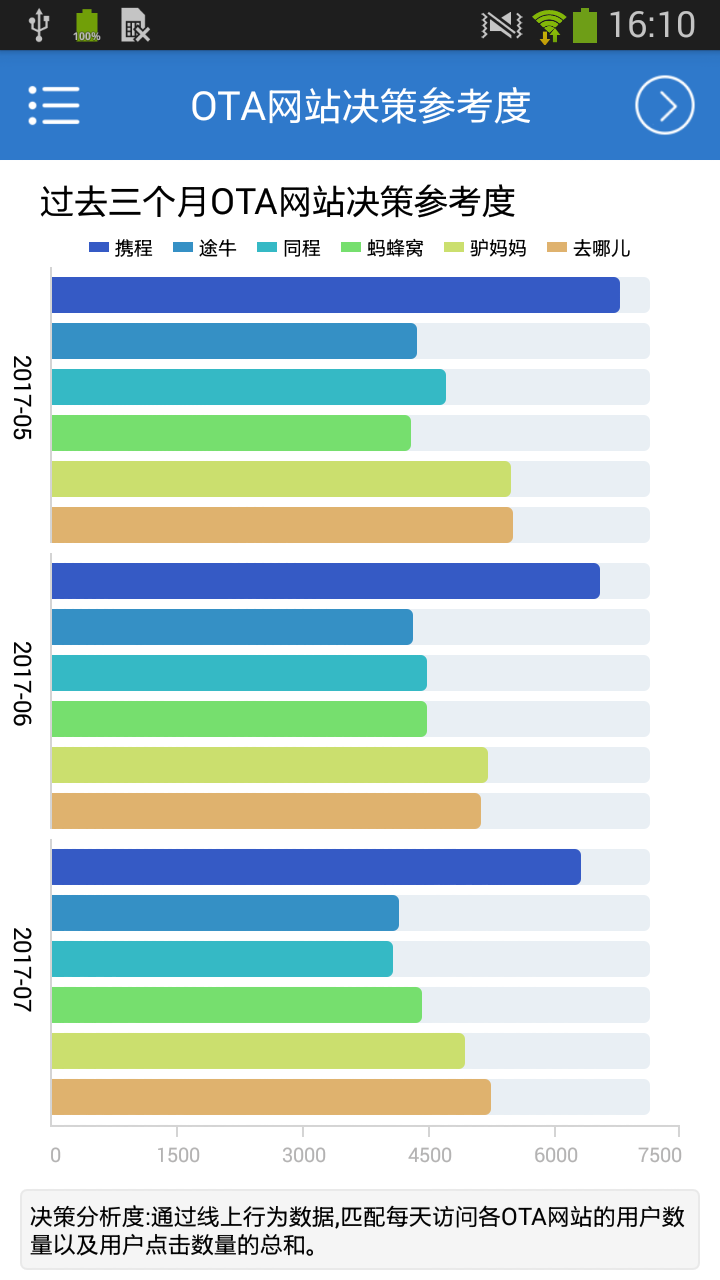 100%
16:10
OTA网站决策参考度
过去三个月OTA网站决策参考度
携程 途牛 同程 蚂蜂窝 驴妈妈 去哪儿
2017-05
2017-06
2017-07
0 1500 3000 4500 6000 7500
决策分析度:通过线上行为数据,匹配每天访问各OTA网站的用户数
量以及用户点击数量的总和。